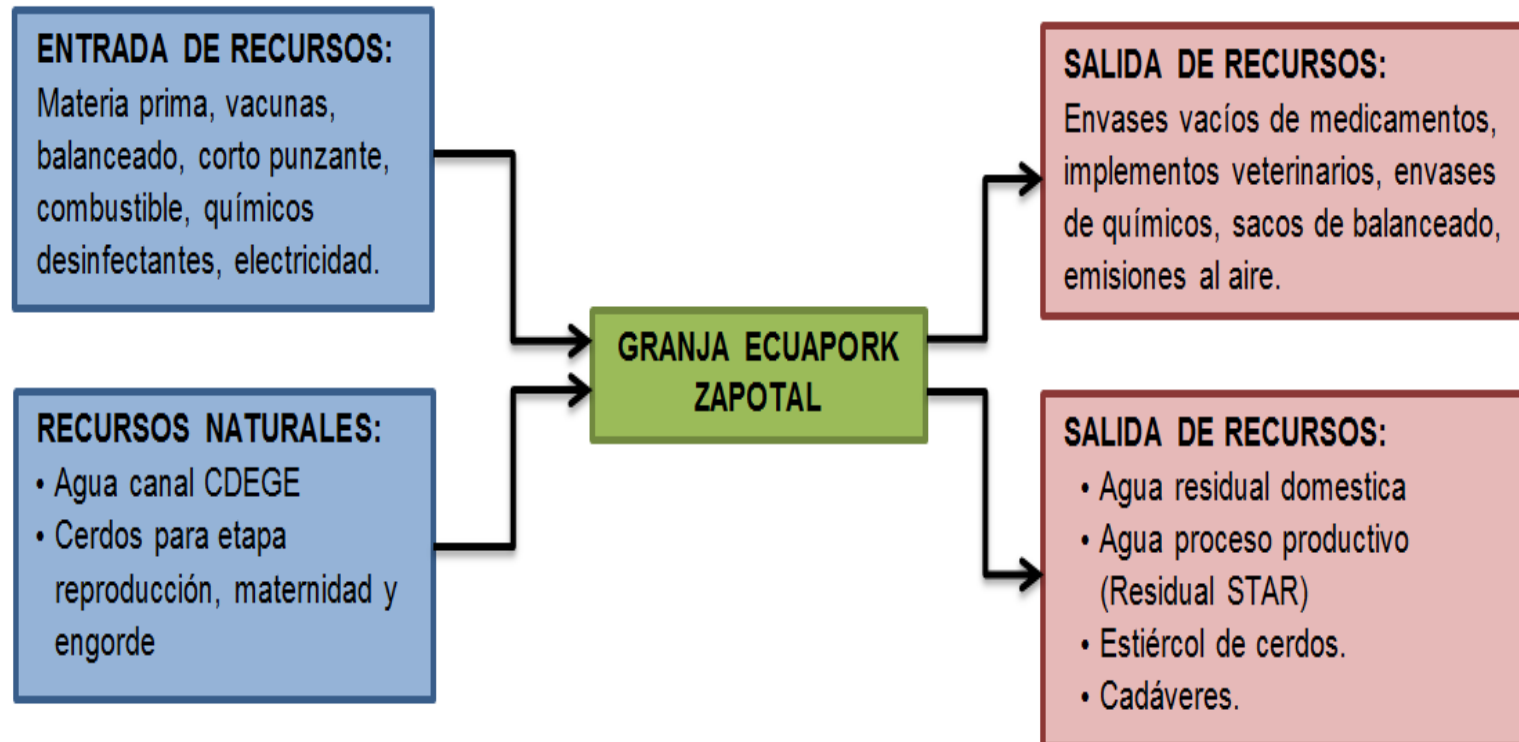 ENTRADA DE RECURSOS:
Materia prima, vacunas,
balanceado, corto punzante,
combustible, químicos
desinfectantes, electricidad.
RECURSOS NATURALES:
• Agua canal CDEGE
• Cerdos para etapa
reproducción, maternidad y
engorde
GRANJA ECUAPORK
ZAPOTAL
SALIDA DE RECURSOS:
Envases vacíos de medicamentos,
implementos veterinarios, envases
de químicos, sacos de balanceado,
emisiones al aire.
SALIDA DE RECURSOS:
• Agua residual domestica
• Agua proceso productivo
(Residual STAR)
• Estiércol de cerdos.
• Cadáveres.